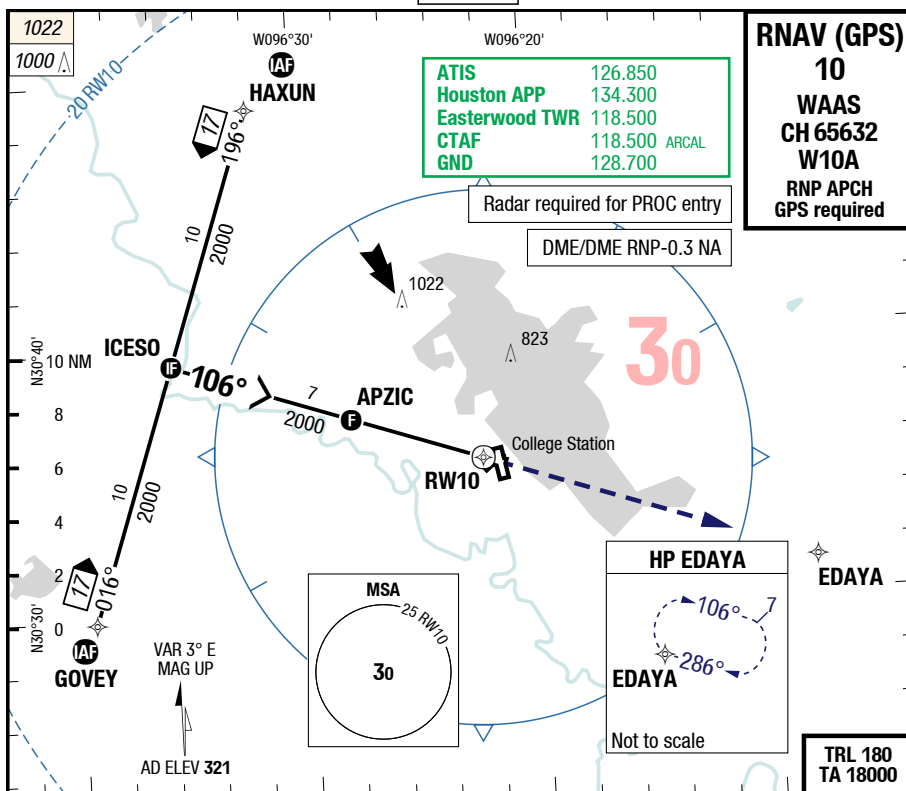 1022
1000
20 RW10
W096°30'
W096°20'
IAF
HAXUN
17
196°
10
2000
ATIS 126.850
Houston APP 134.300
Easterwood TWR 118.500
CTAF 118.500 ARCAL
GND 128.700
RNAV (GPS)
10
WAAS
CH 65632
W10A
RNP APCH
GPS required
Radar required for PROC entry
DME/DME RNP-0.3 NA
1022
823
30
N30°40'
10 NM
8
6
4
2
0
N30°30'
ICESO
IF
106°
7
2000
APZIC
F
RW10
College Station
10
2000
17
016°
IAF
GOVEY
VAR 3° E
MAG UP
AD ELEV 321
MSA
25 RW10
30
HP EDAYA
106°
7
286°
EDAYA
Not to scale
EDAYA
TRL 180
TA 18000